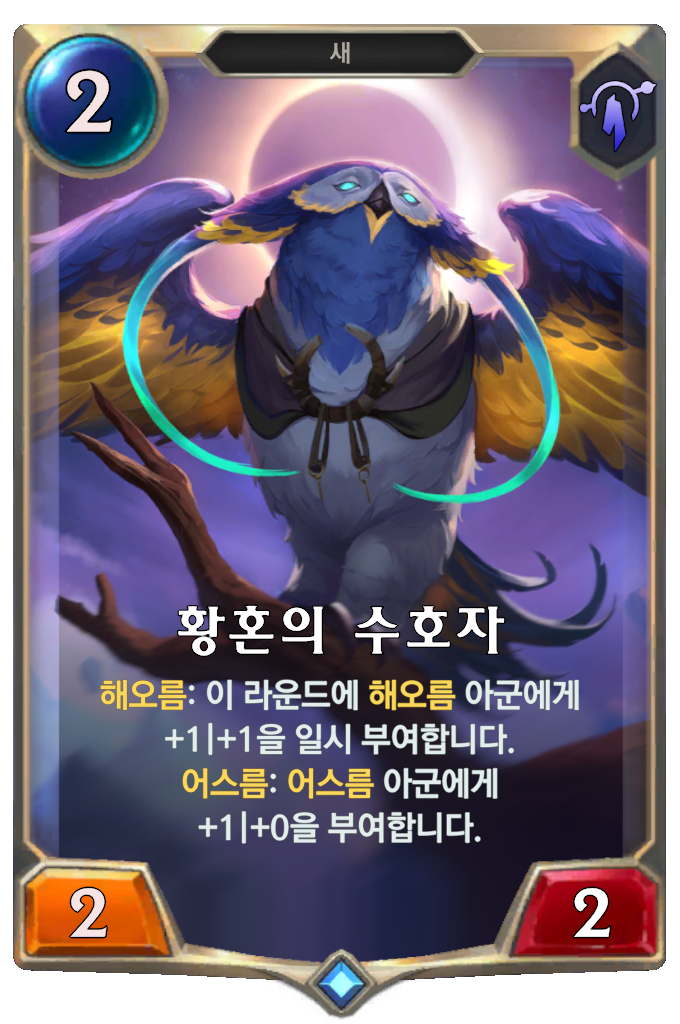 새
2
황혼의 수호자
해오름: 이 라운드에 해오름 아군에게
+1|+1을 일시 부여합니다.
어스름: 어스름 아군에게
+1|+0을 부여합니다.
2
2